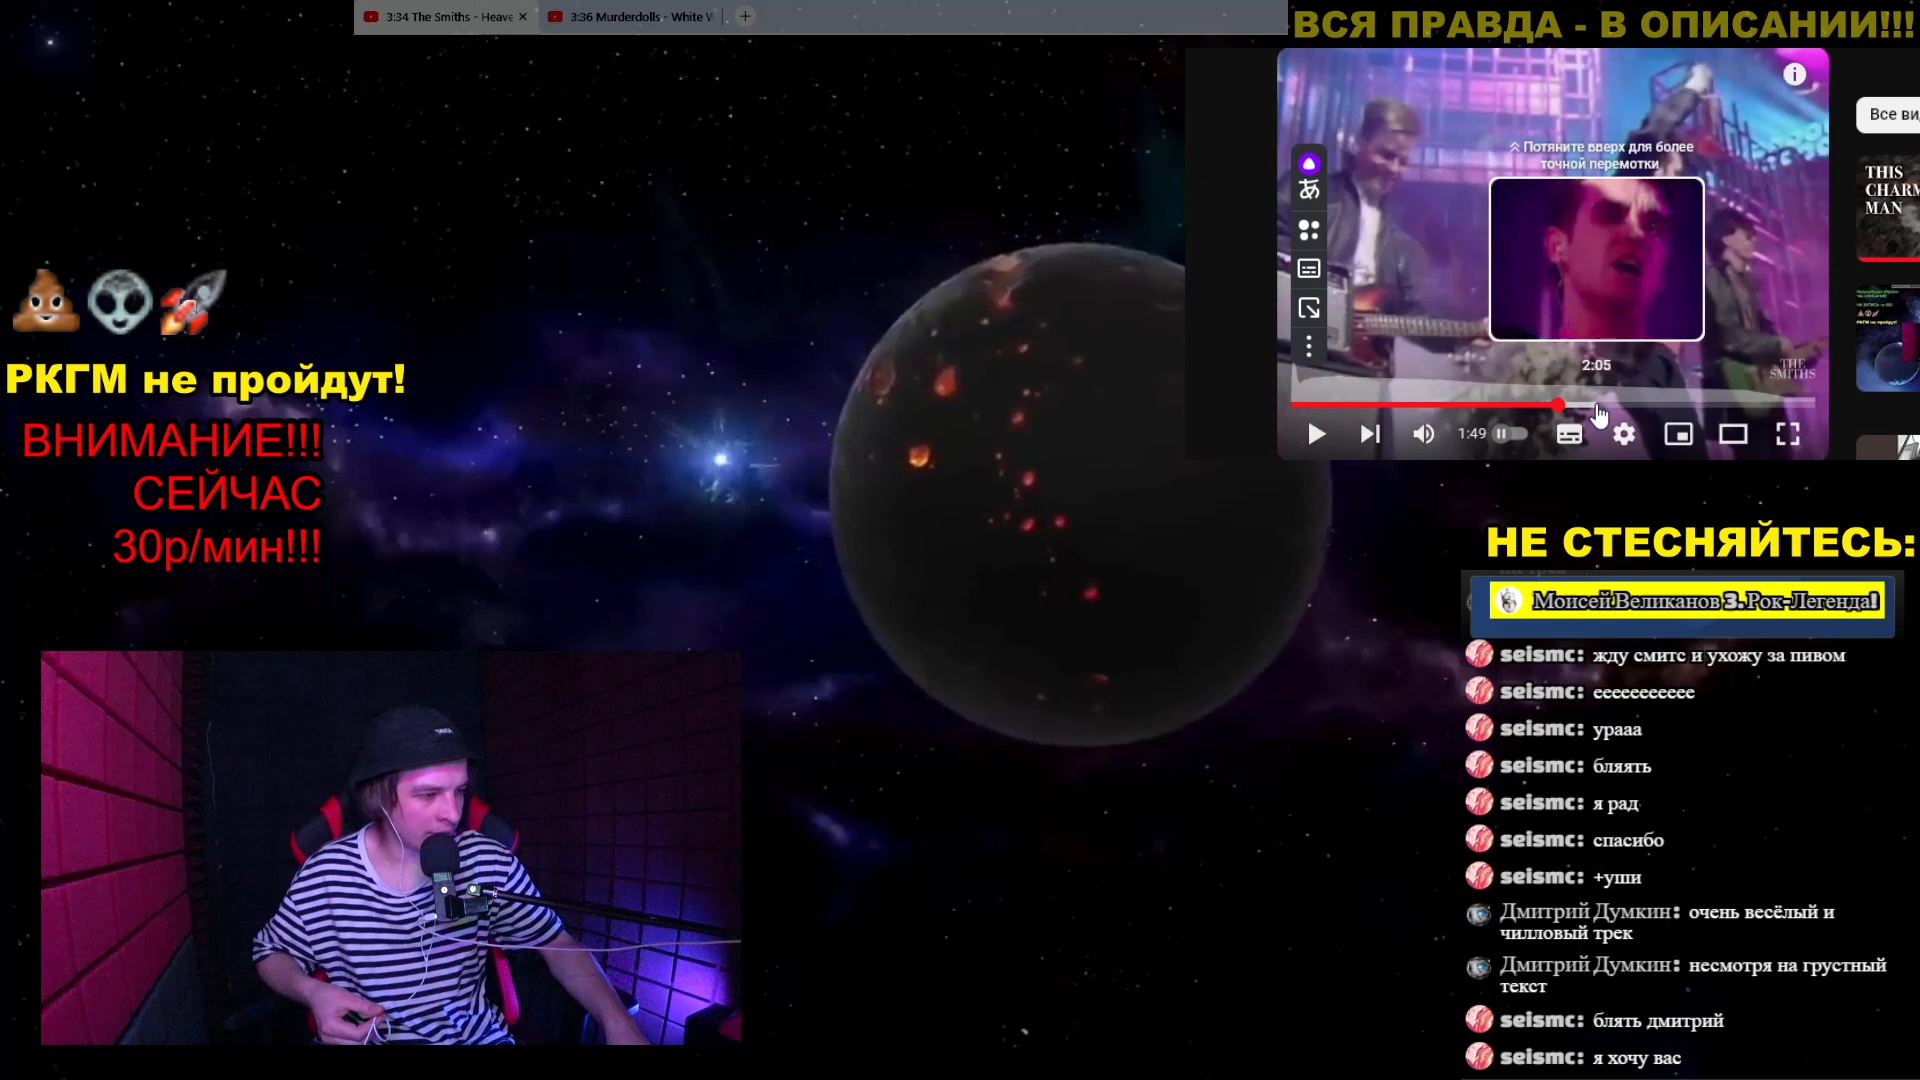 3:34 The Smiths - Heave
3:36 Murderdolls - White
ВСЯ ПРАВДА - В ОПИСАНИИ!!!
Все ви
Потяните вверх для более
точной перемотки
THIS
CHARM
MAN
2:05
THE
SMITHS
1:49
РКГМ не пройдут!
ВНИМАНИЕ!!!
СЕЙЧАС
30р/мин!!!
НЕ СТЕСНЯЙТЕСЬ:
Моисей Великанов 3. Рок-Легенда!
seismc: жду смитс и ухожу за пивом
seismc: еееееееееее
seismc: урааа
seismc: бляять
seismc: я рад
seismc: спасибо
seismc: +уши
Дмитрий Думкин: очень весёлый и
чилловый трек
Дмитрий Думкин: несмотря на грустный
текст
seismc: блять дмитрий
seismc: я хочу вас